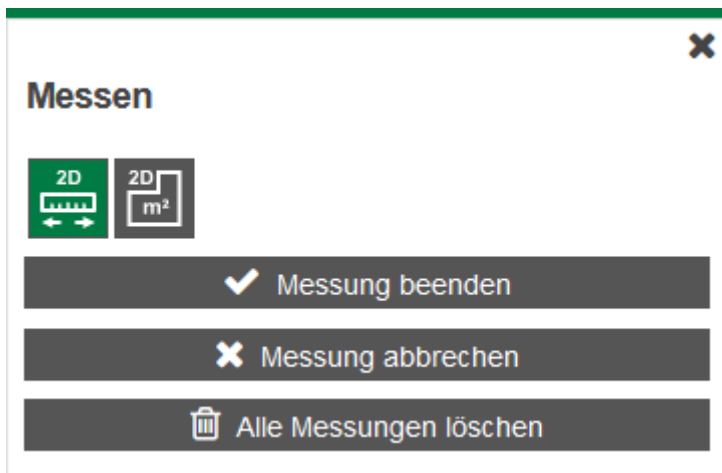 Messen
2D 2D
m²
Messung beenden
Messung abbrechen
Alle Messungen löschen